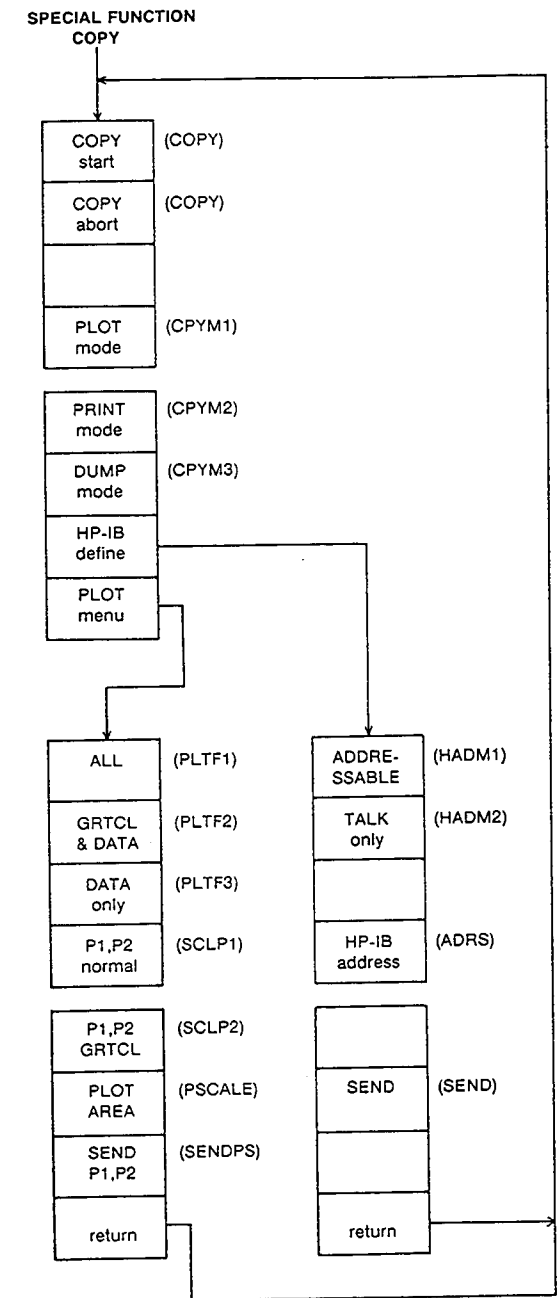 SPECIAL FUNCTION
COPY
COPY
start
(COPY)
COPY
abort
(COPY)
PLOT
mode
(CPYM1)
PRINT
mode
(CPYM2)
DUMP
mode
(CPYM3)
HP-IB
define
PLOT
menu
ALL
(PLTF1)
GRTCL
& DATA
(PLTF2)
DATA
only
(PLTF3)
P1,P2
normal
(SCLP1)
P1,P2
GRTCL
(SCLP2)
PLOT
AREA
(PSCALE)
SEND
P1,P2
(SENDPS)
return
ADDRE-
SSABLE
(HADM1)
TALK
only
(HADM2)
HP-IB
address
(ADRS)
SEND
(SEND)
return